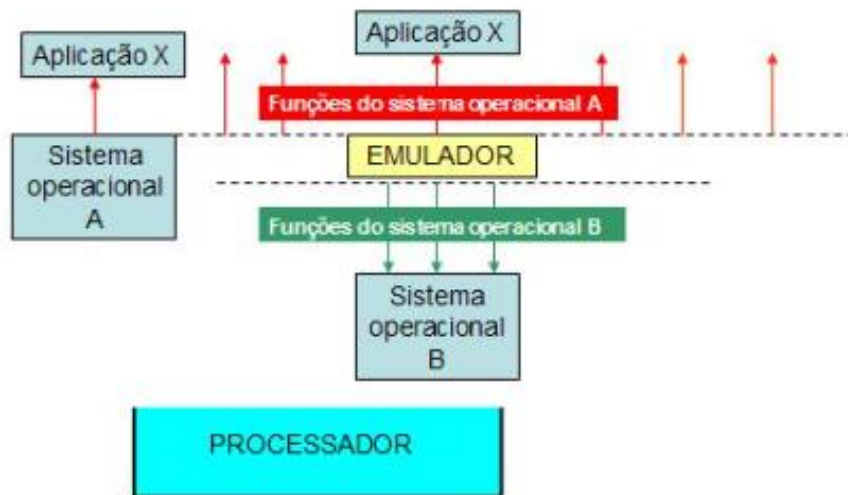 Aplicação X
Aplicação X
Funções do sistema operacional A
Sistema
operacional
A
EMULADOR
Funções do sistema operacional B
Sistema
operacional
B
PROCESSADOR